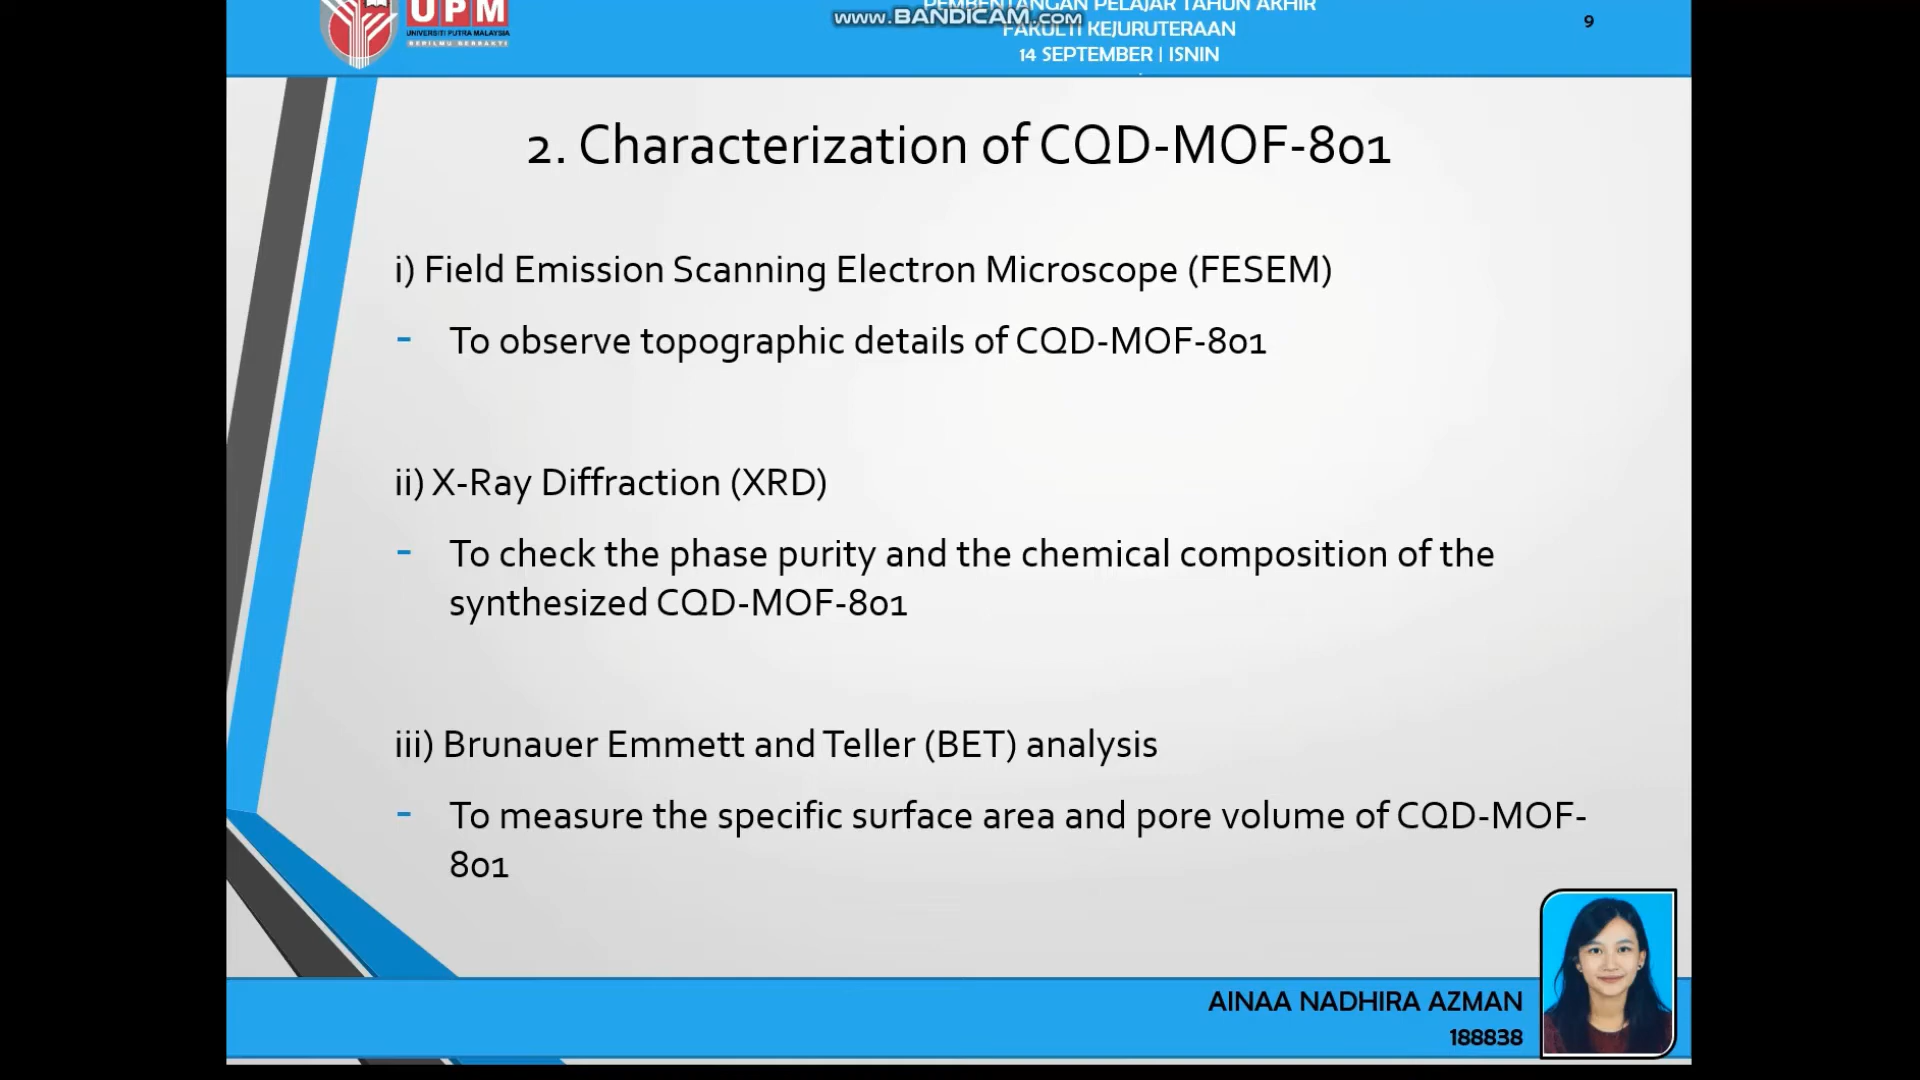 UPM
UNIVERSITI PUTRA MALAYSIA
BERILMU BERBAKTI
www.BANDICAM.com
PEMBENTANGAN PELAJAR TAHUN AKHIR
FAKULTI KEJURUTERAAN
14 SEPTEMBER | ISNIN
9
2. Characterization of CQD-MOF-801
i) Field Emission Scanning Electron Microscope (FESEM)
- To observe topographic details of CQD-MOF-801
ii) X-Ray Diffraction (XRD)
- To check the phase purity and the chemical composition of the
synthesized CQD-MOF-801
iii) Brunauer Emmett and Teller (BET) analysis
- To measure the specific surface area and pore volume of CQD-MOF-
801
AINAA NADHIRA AZMAN
188838